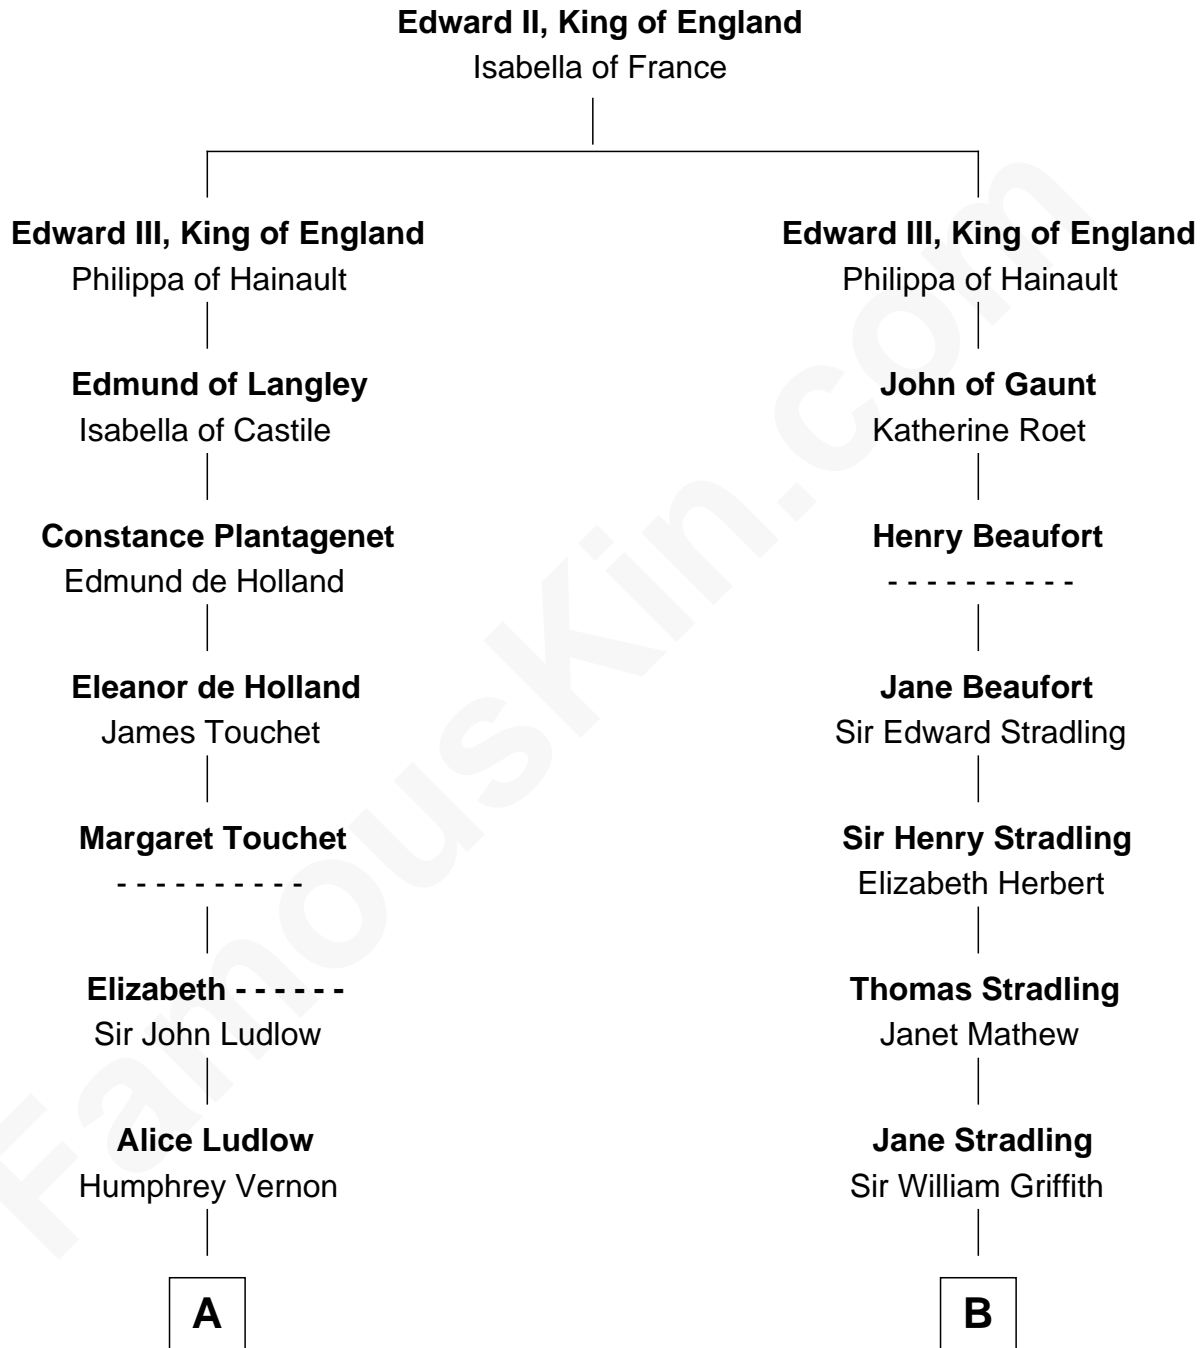 Edward II, King of England
Isabella of France
Edward III, King of England
Philippa of Hainault
Edward III, King of England
Philippa of Hainault
Edmund of Langley
Isabella of Castile
John of Gaunt
Katherine Roet
Constance Plantagenet
Edmund de Holland
Henry Beaufort
- - - - - - - - - -
Eleanor de Holland
James Touchet
Jane Beaufort
Sir Edward Stradling
Margaret Touchet
- - - - - - - - - -
Sir Henry Stradling
Elizabeth Herbert
Elizabeth - - - - - -
Sir John Ludlow
Thomas Stradling
Janet Mathew
Alice Ludlow
Humphrey Vernon
Jane Stradling
Sir William Griffith
A
B
FamousKin.com